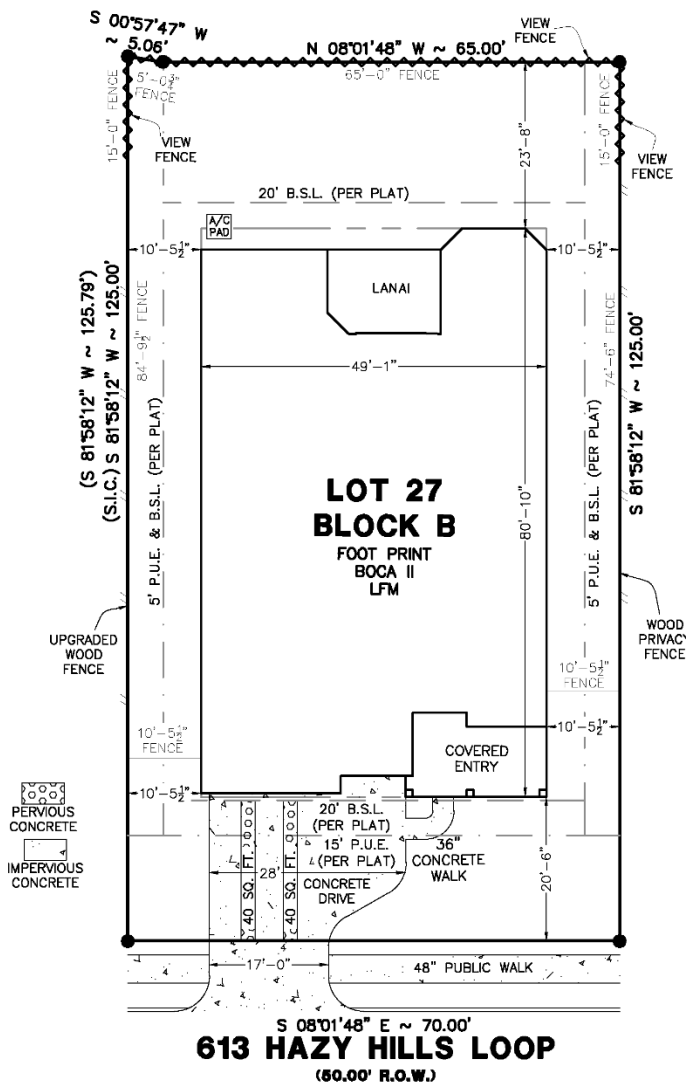 S 00°57'47" W
~ 5.06'
N 08°01'48" W ~ 65.00'
VIEW
FENCE
5'-0¾"
FENCE
65'-0" FENCE
15'-0" FENCE
VIEW
FENCE
15'-0" FENCE
VIEW
FENCE
23'-8"
20' B.S.L. (PER PLAT)
A/C
PAD
10'-5½"
10'-5½"
LANAI
(S 81°58'12" W ~ 125.79')
(S.I.C.) S 81°58'12" W ~ 125.00'
84'-9½" FENCE
74'-6" FENCE
S 81°58'12" W ~ 125.00'
49'-1"
LOT 27
BLOCK B
FOOT PRINT
BOCA II
LFM
80'-10"
5' P.U.E. & B.S.L. (PER PLAT)
5' P.U.E. & B.S.L. (PER PLAT)
UPGRADED
WOOD
FENCE
WOOD
PRIVACY
FENCE
10'-5½"
FENCE
10'-5½"
FENCE
10'-5½"
COVERED
ENTRY
10'-5½"
PERVIOUS
CONCRETE
IMPERVIOUS
CONCRETE
20' B.S.L.
(PER PLAT)
15' P.U.E.
(PER PLAT)
36"
CONCRETE
WALK
40 SQ. FT.
28'
40 SQ. FT.
CONCRETE
DRIVE
20'-6"
17'-0"
48" PUBLIC WALK
S 08°01'48" E ~ 70.00'
613 HAZY HILLS LOOP
(50.00' R.O.W.)